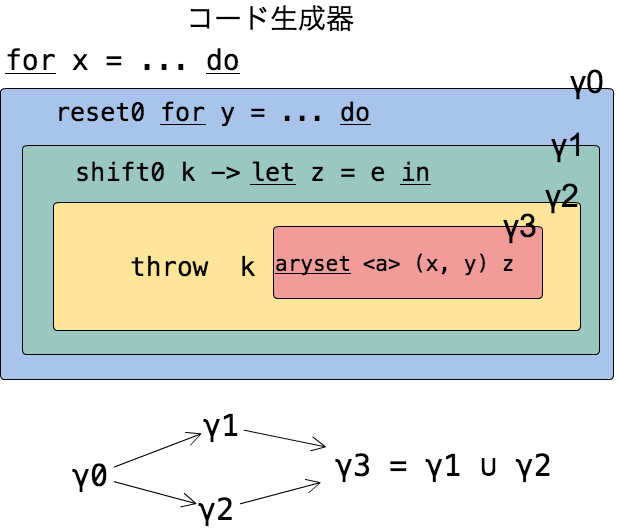 コード生成器
for x = ... do
γ0
reset0 for y = ... do
γ1
shift0 k -> let z = e in
γ2
γ3
throw k aryset <a> (x, y) z
γ1
γ0
γ3 = γ1 ∪ γ2
γ2